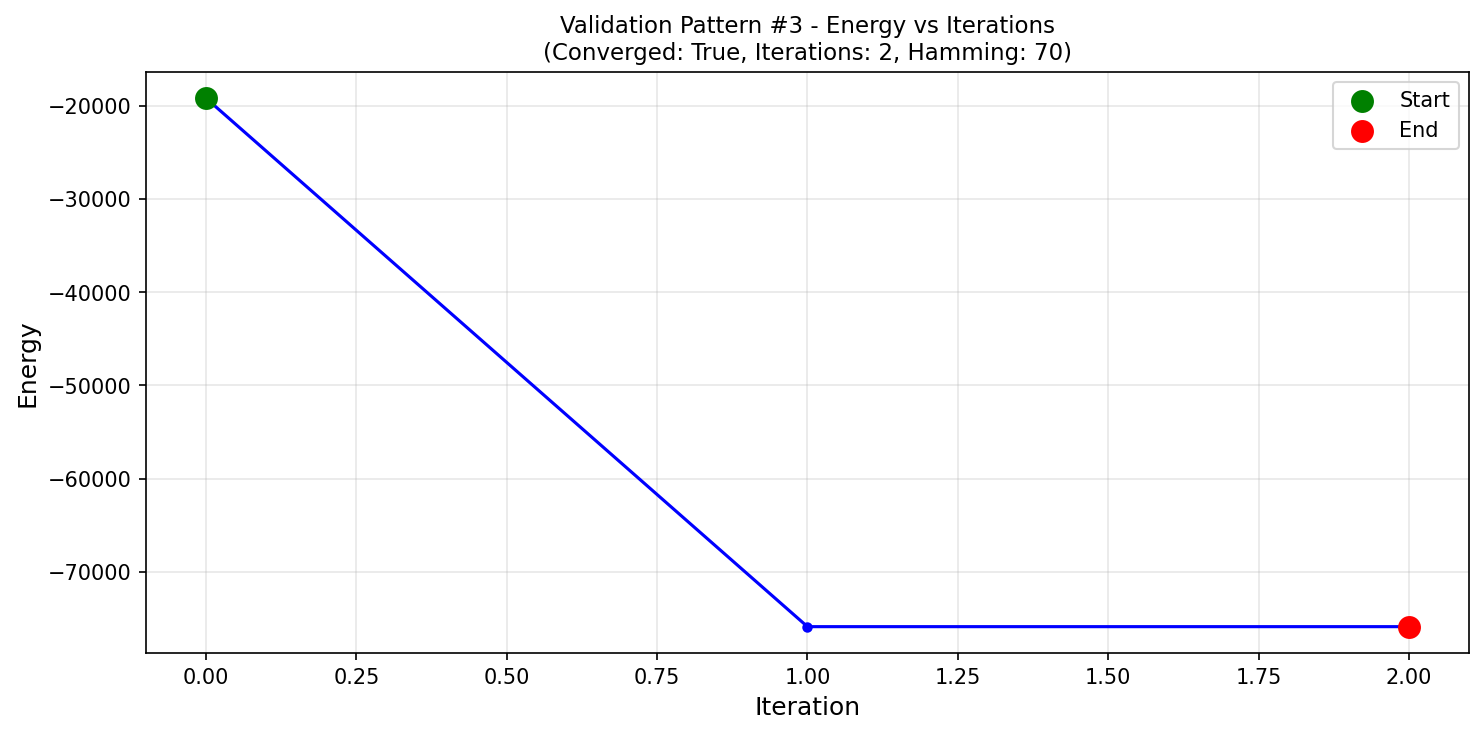 Validation Pattern #3 - Energy vs Iterations
(Converged: True, Iterations: 2, Hamming: 70)
Start
End
Energy
−20000
−30000
−40000
−50000
−60000
−70000
0.00 0.25 0.50 0.75 1.00 1.25 1.50 1.75 2.00
Iteration